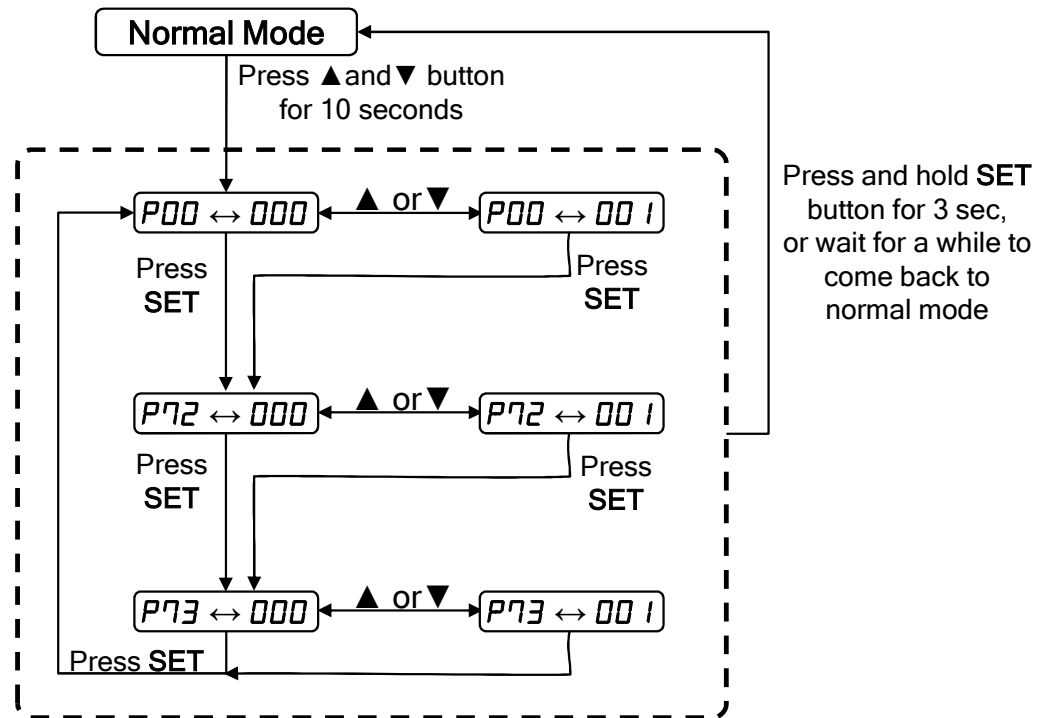 Normal Mode
Press ▲and▼ button
for 10 seconds
P00 ↔ 000
▲ or▼
P00 ↔ 001
Press
SET
Press
SET
P72 ↔ 000
▲ or▼
P72 ↔ 001
Press
SET
Press
SET
P73 ↔ 000
▲ or▼
P73 ↔ 001
Press SET
Press and hold SET
button for 3 sec,
or wait for a while to
come back to
normal mode